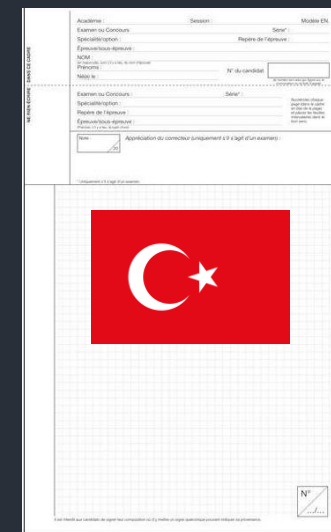 Académie : Session : Modèle EN.
Examen ou Concours Série* :
Spécialité/option : Repère de l'épreuve :
Épreuve/sous-épreuve :
NOM :
Prénoms :
Né(e) le : N° du candidat
NE RIEN ÉCRIRE DANS CE CADRE
Examen ou Concours : Série* :
Spécialité/option :
Repère de l'épreuve :
Épreuve/sous-épreuve :
Note :
20
Appréciation du correcteur (uniquement s'il s'agit d'un examen) :
* Uniquement s'il s'agit d'un examen.
N°
.../...